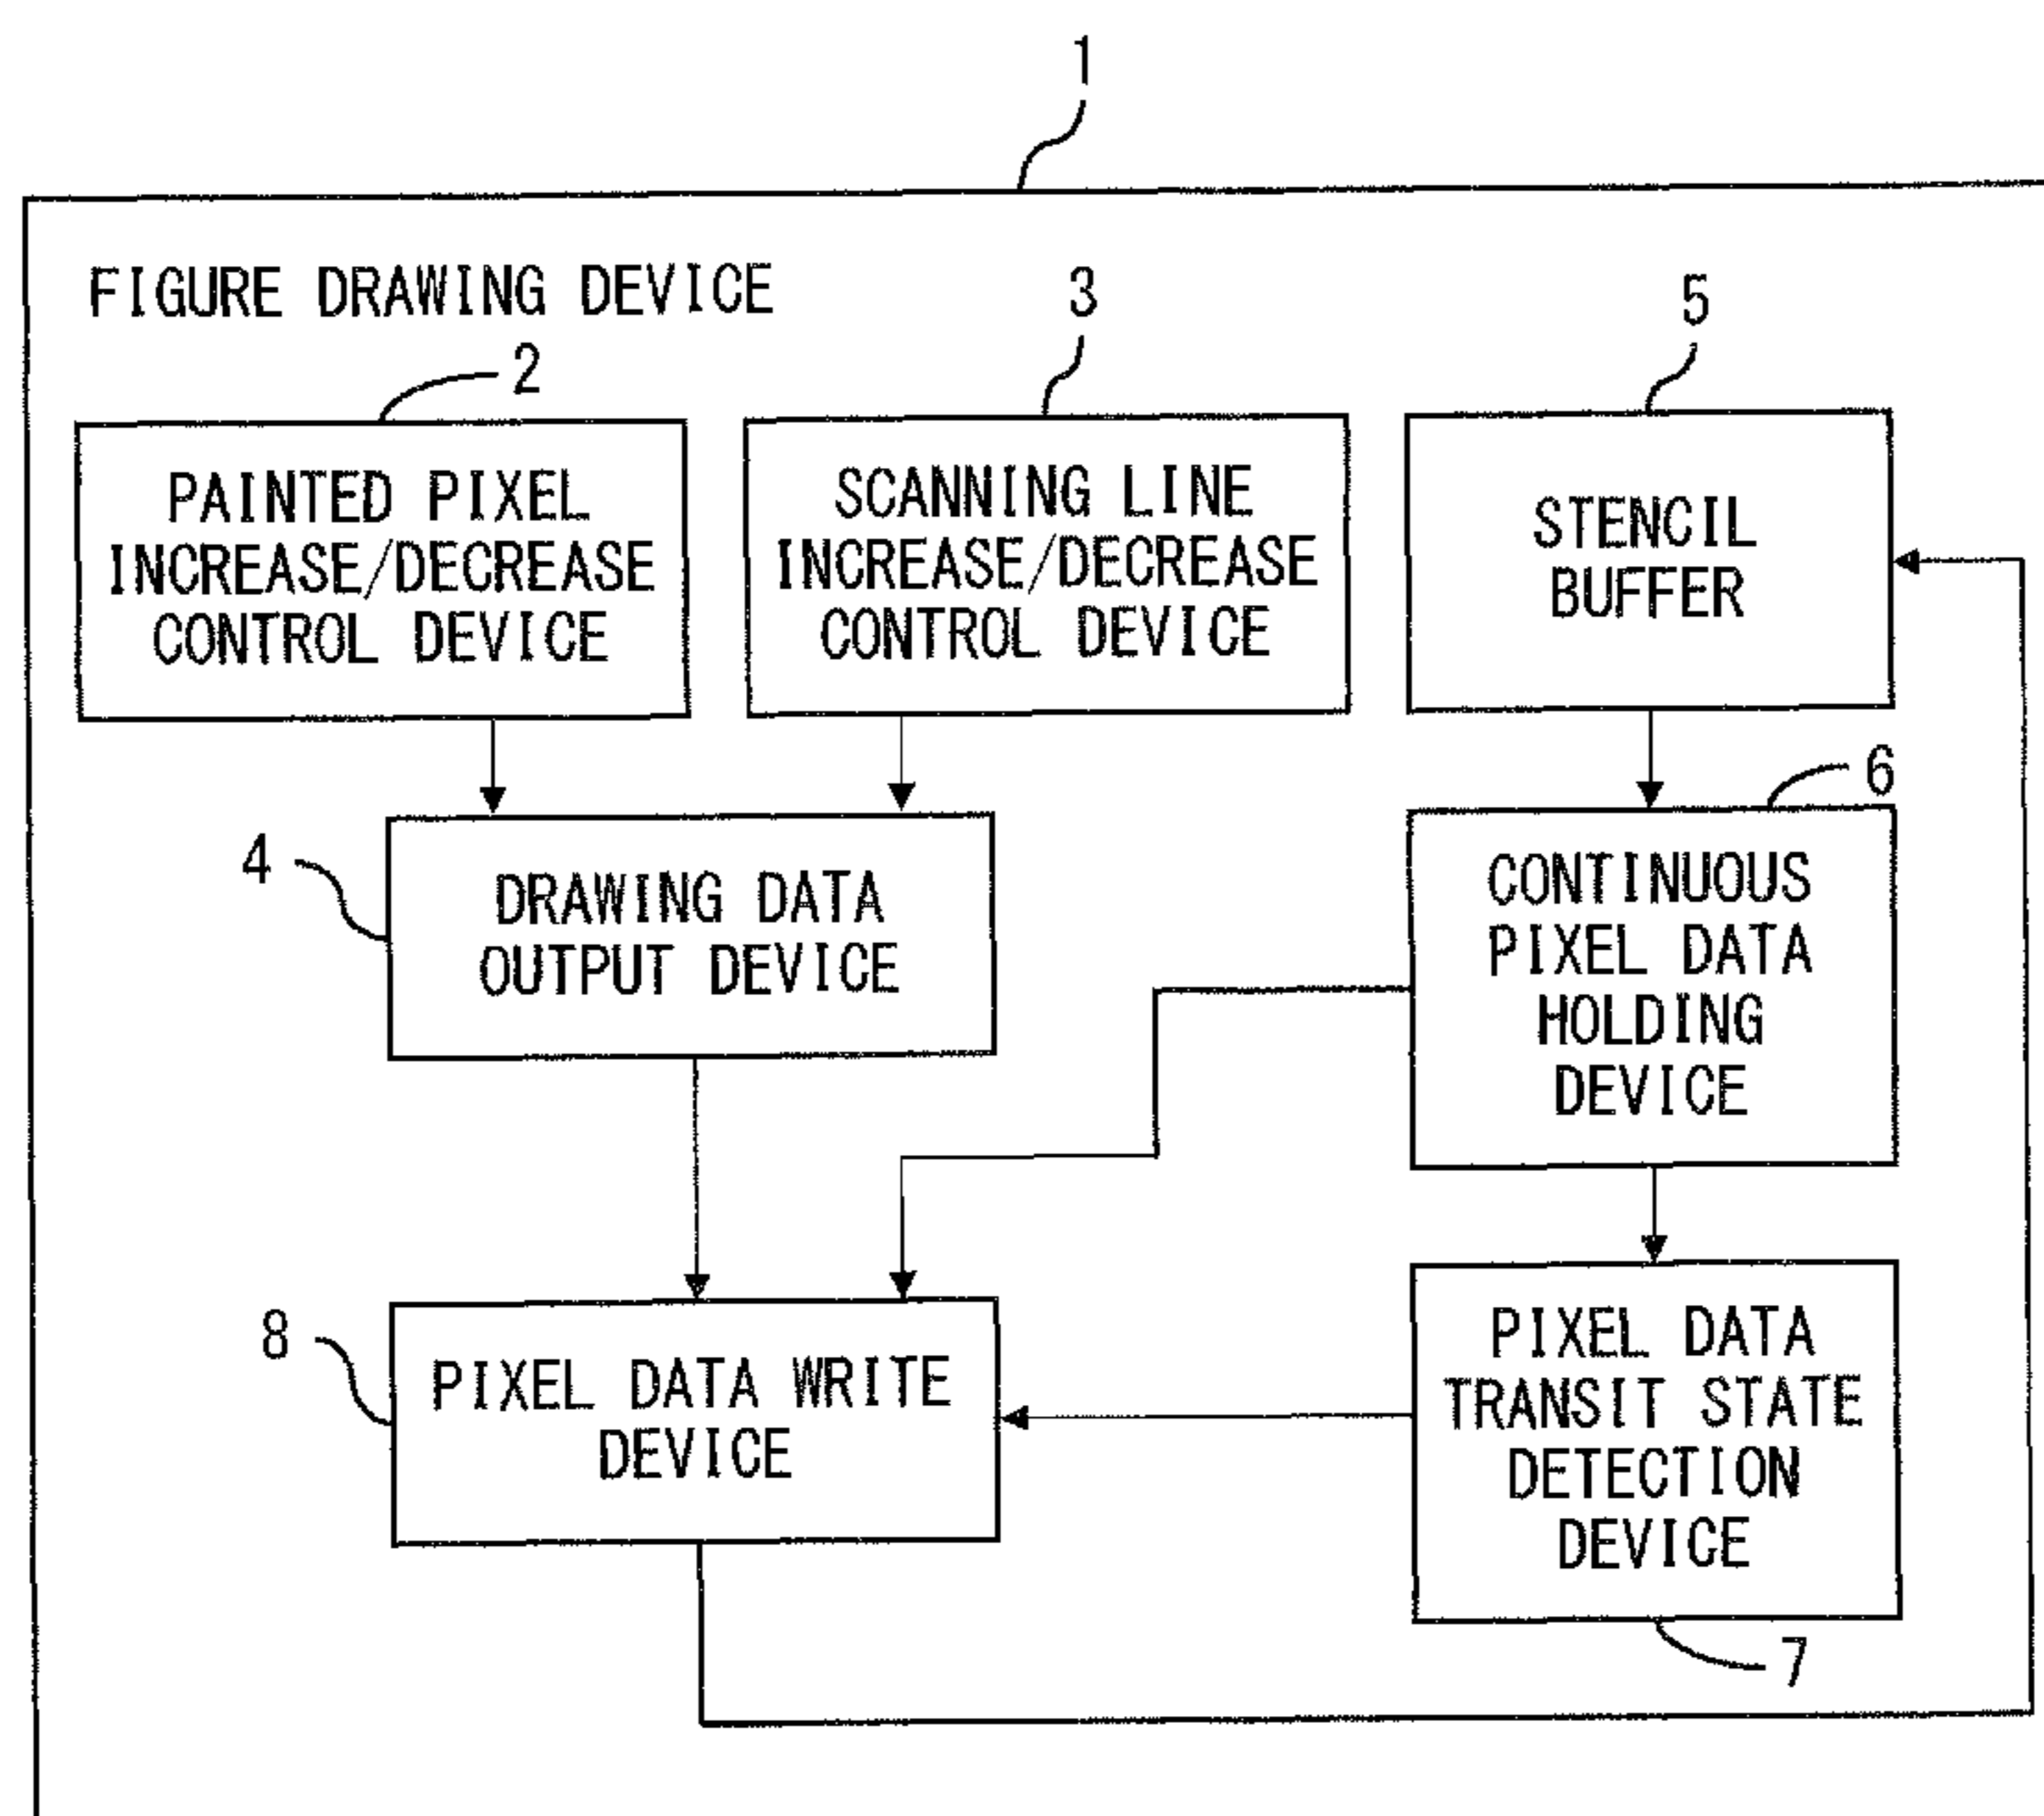 1
FIGURE DRAWING DEVICE
2
3
5
PAINTED PIXEL
INCREASE/DECREASE
CONTROL DEVICE
SCANNING LINE
INCREASE/DECREASE
CONTROL DEVICE
STENCIL
BUFFER
4
DRAWING DATA
OUTPUT DEVICE
6
CONTINUOUS
PIXEL DATA
HOLDING
DEVICE
8
PIXEL DATA WRITE
DEVICE
PIXEL DATA
TRANSIT STATE
DETECTION
DEVICE
7